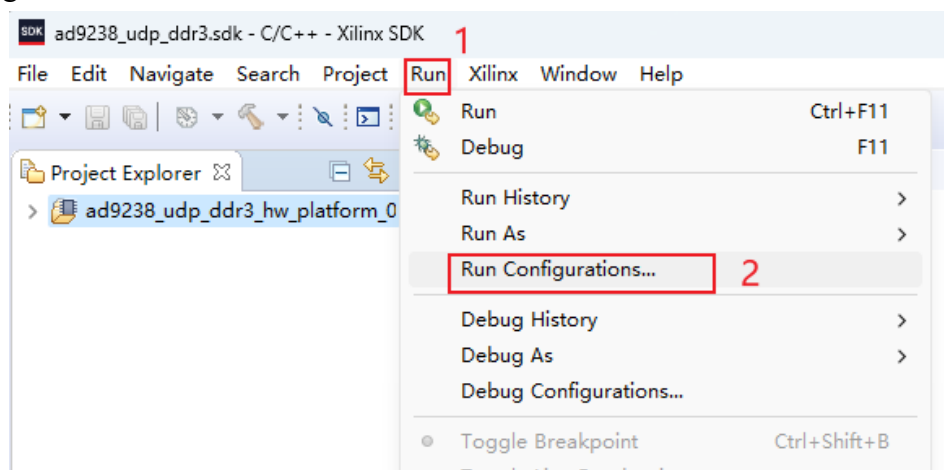 SDK ad9238_udp_ddr3.sdk - C/C++ - Xilinx SDK
1
File Edit Navigate Search Project Run Xilinx Window Help
Run Ctrl+F11
Debug F11
Project Explorer
ad9238_udp_ddr3_hw_platform_0
Run History
Run As
Run Configurations...
2
Debug History
Debug As
Debug Configurations...
Toggle Breakpoint Ctrl+Shift+B